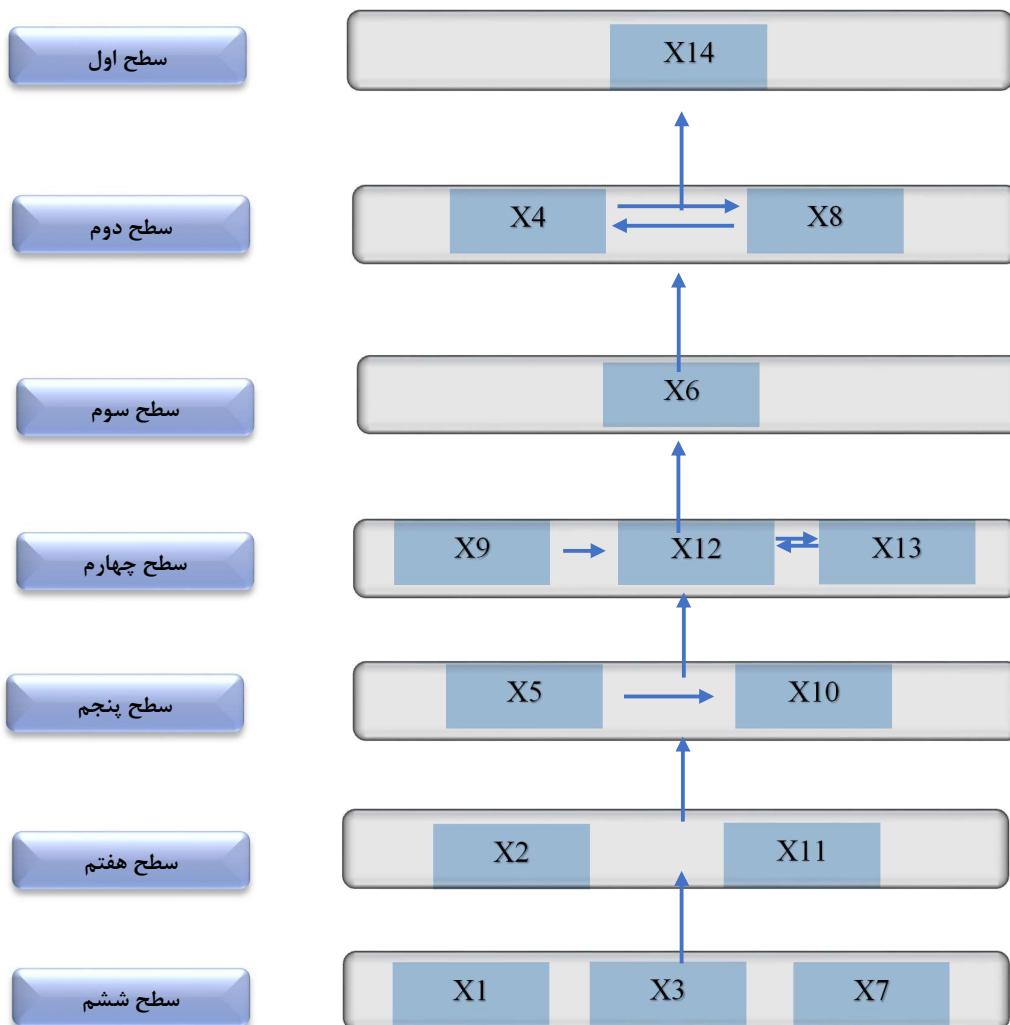 سطح اول
X14
سطح دوم
X4 X8
سطح سوم
X6
سطح چهارم
X9 X12 X13
سطح پنجم
X5 X10
سطح هفتم
X2 X11
سطح ششم
X1 X3 X7